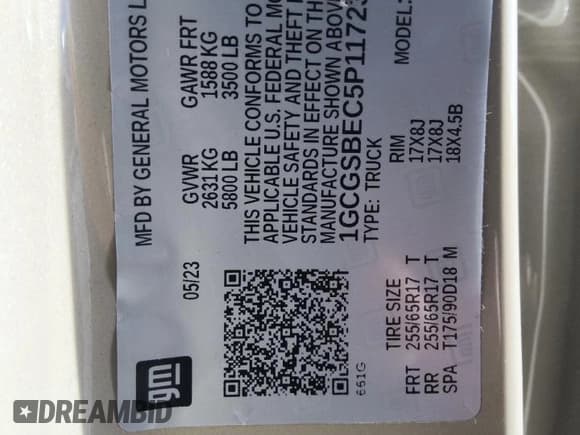 MFD BY GENERAL MOTORS L
05/23
GVWR GAWR FRT
2631 KG 1588 KG
5800 LB 3500 LB
THIS VEHICLE CONFORMS TO
APPLICABLE U.S. FEDERAL MO
VEHICLE SAFETY AND THEFT
STANDARDS IN EFFECT ON
MANUFACTURE SHOWN ABOV
1GCGSBEC5P11723
TYPE: TRUCK MODEL:
661G
TIRE SIZE RIM
FRT 255/65R17 T 17X8J
RR 255/65R17 T 17X8J
SPA T175/90D18 M 18X4.5B
gm
DREAMBID